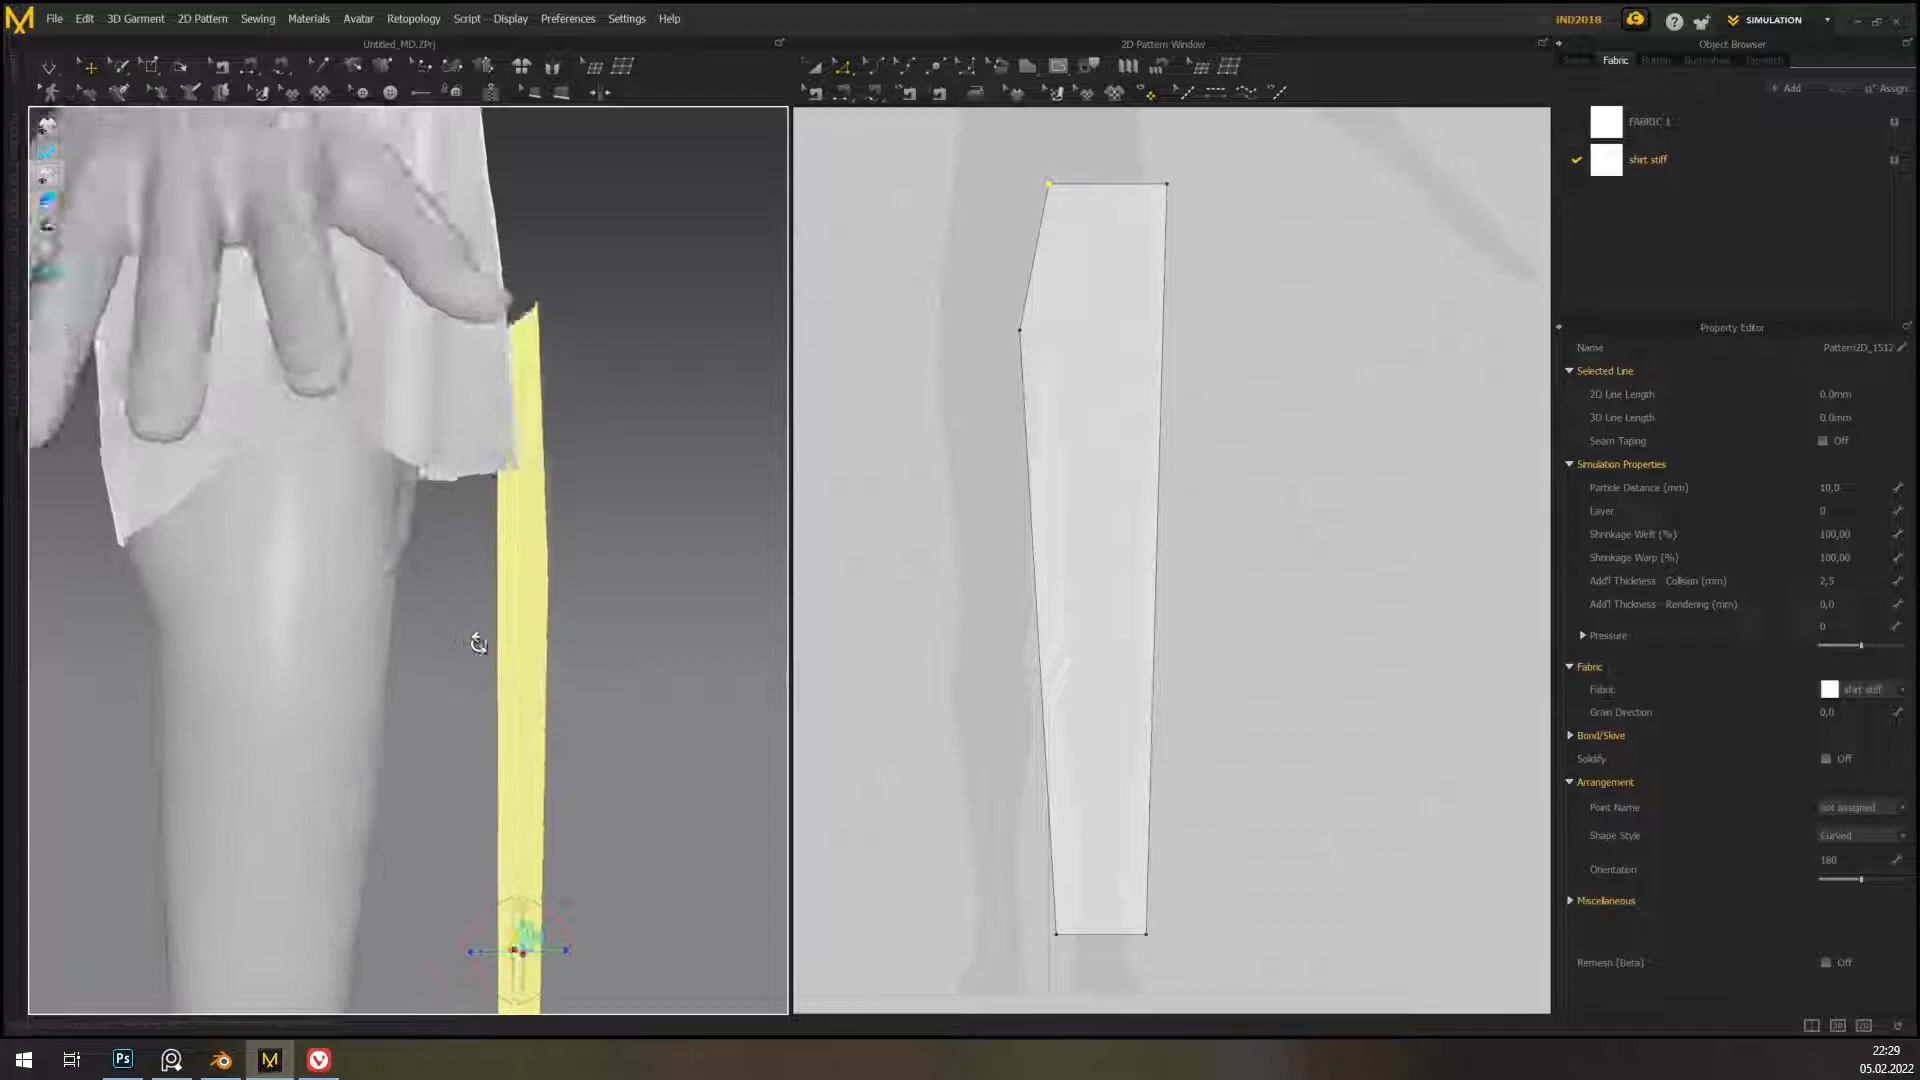 File Edit 3D Garment 2D Pattern Sewing Materials Avatar Retopology Script Display Preferences Settings Help
iND2018
SIMULATION
Untitled_MD.ZPrj
2D Pattern Window
Object Browser
Fabric Button
+ Add Assign
FABRIC 1
shirt stiff
Property Editor
Name Pattern2D_1512
Selected Line
2D Line Length 0.0mm
3D Line Length 0.0mm
Seam Taping Off
Simulation Properties
Particle Distance (mm) 10,0
Layer 0
Shrinkage Weft (%) 100,00
Shrinkage Warp (%) 100,00
Add'l Thickness - Collision (mm) 2,5
Add'l Thickness - Rendering (mm) 0,0
0
Pressure
Fabric
Fabric shirt stiff
Grain Direction 0,0
Bond/Skive
Solidify Off
Arrangement
Point Name not assigned
Shape Style Curved
180
Orientation
Miscellaneous
Remesh (Beta) Off
3D 2D
Ps
22:29
05.02.2022